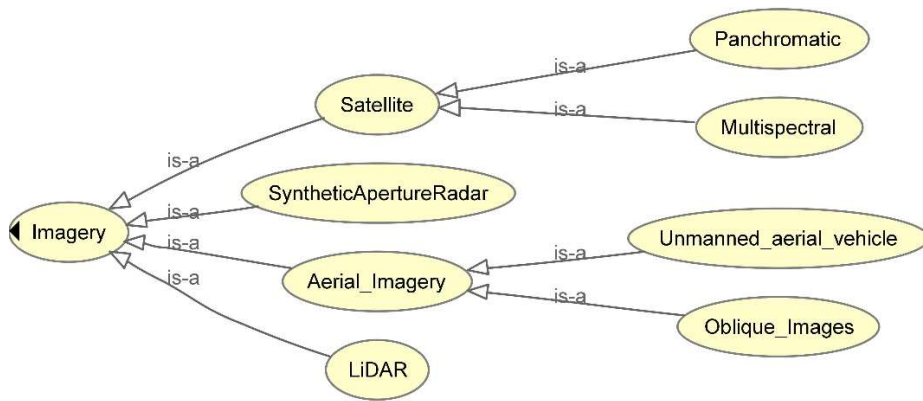 Panchromatic
is-a
Satellite
is-a
Multispectral
is-a
SyntheticApertureRadar
is-a
Imagery
is-a
Unmanned_aerial_vehicle
is-a
Aerial_Imagery
is-a
Oblique_Images
is-a
LiDAR